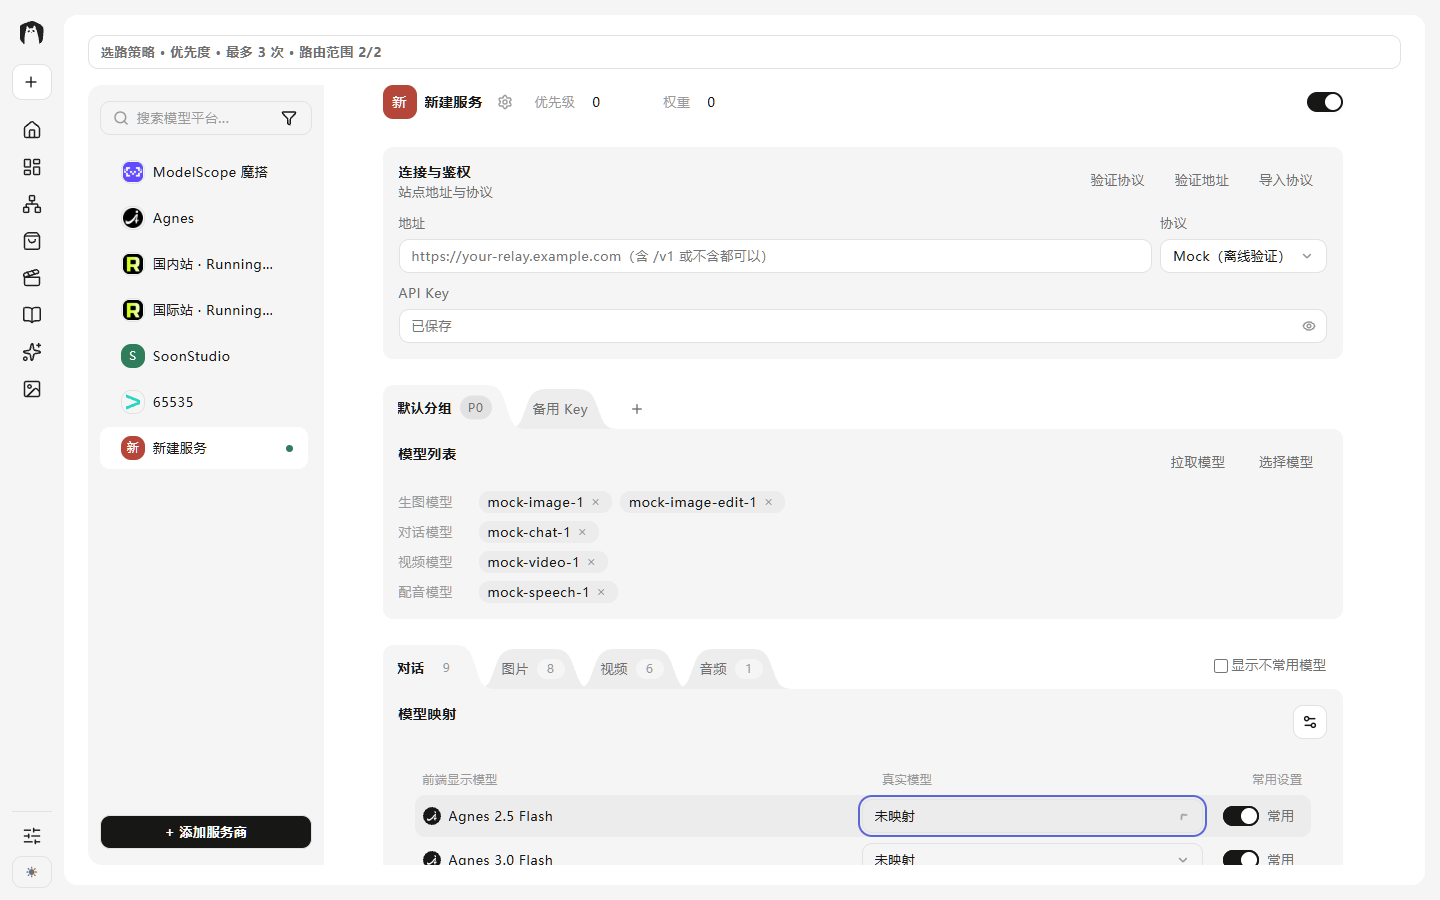 选路策略 • 优先度 • 最多 3 次 • 路由范围 2/2
搜索模型平台...
ModelScope 魔搭
Agnes
国内站 · Running...
国际站 · Running...
S SoonStudio
65535
新 新建服务
+ 添加服务商
新 新建服务 优先级 0 权重 0
连接与鉴权
站点地址与协议
验证协议 验证地址 导入协议
地址 协议
https://your-relay.example.com（含 /v1 或不含都可以） Mock（离线验证）
API Key
已保存
默认分组 P0 备用 Key +
模型列表
拉取模型 选择模型
生图模型 mock-image-1 × mock-image-edit-1 ×
对话模型 mock-chat-1 ×
视频模型 mock-video-1 ×
配音模型 mock-speech-1 ×
对话 9 图片 8 视频 6 音频 1 显示不常用模型
模型映射
前端显示模型 真实模型 常用设置
Agnes 2.5 Flash 未映射 常用
Agnes 3.0 Flash 未映射 常用